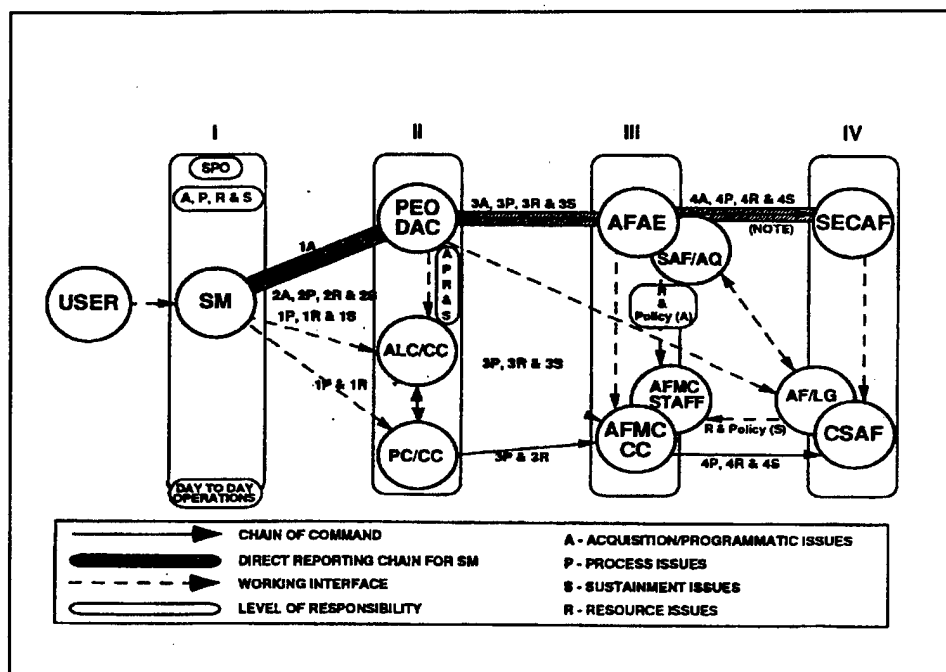 I
II
III
IV
SPO
A, P, R & S
PEO
DAC
3A, 3P, 3R & 3S
AFAE
4A, 4P, 4R & 4S
(NOTE)
SECAF
1A
A
P
R
&
S
SAF/AQ
USER
SM
2A, 2P, 2R & 2S
1P, 1R & 1S
R
&
Policy (A)
ALC/CC
3P, 3R & 3S
1P & 1R
AFMC
STAFF
AF/LG
R & Policy (S)
AFMC
CC
CSAF
PC/CC
3P & 3R
4P, 4R & 4S
DAY TO DAY
OPERATIONS
CHAIN OF COMMAND
DIRECT REPORTING CHAIN FOR SM
WORKING INTERFACE
LEVEL OF RESPONSIBILITY
A - ACQUISITION/PROGRAMMATIC ISSUES
P - PROCESS ISSUES
S - SUSTAINMENT ISSUES
R - RESOURCE ISSUES